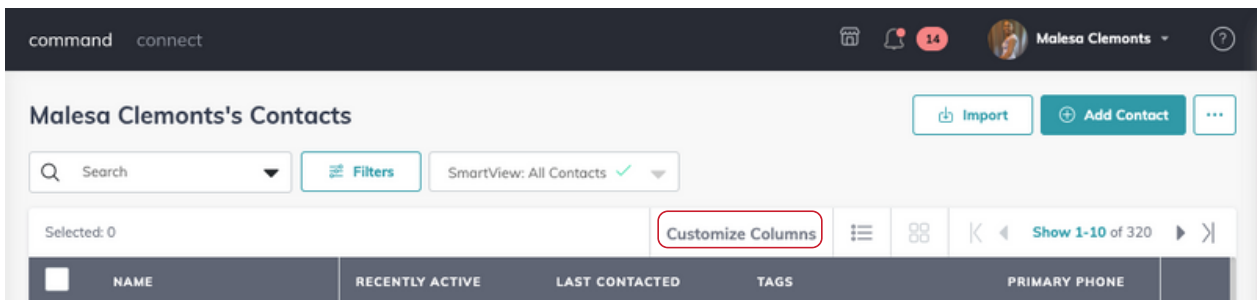 command connect 14 Malesa Clemonts ?
Malesa Clemonts's Contacts Import Add Contact ...
Search Filters SmartView: All Contacts
Selected: 0 Customize Columns Show 1-10 of 320
NAME RECENTLY ACTIVE LAST CONTACTED TAGS PRIMARY PHONE